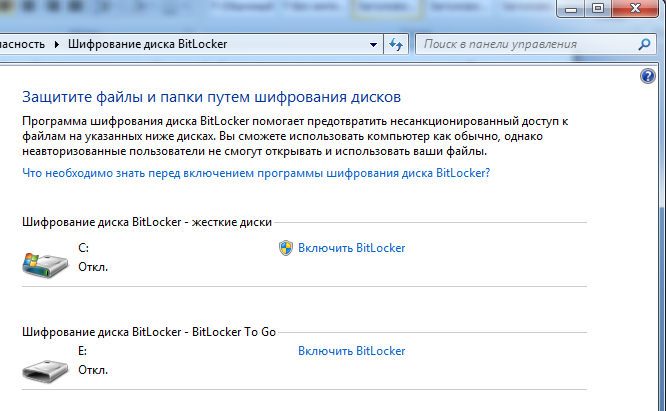 асность ▸ Шифрование диска BitLocker
Поиск в панели управления
Защитите файлы и папки путем шифрования дисков
Программа шифрования диска BitLocker помогает предотвратить несанкционированный доступ к
файлам на указанных ниже дисках. Вы сможете использовать компьютер как обычно, однако
неавторизованные пользователи не смогут открывать и использовать ваши файлы.
Что необходимо знать перед включением программы шифрования диска BitLocker?
Шифрование диска BitLocker - жесткие диски
C:
Включить BitLocker
Откл.
Шифрование диска BitLocker - BitLocker To Go
E:
Включить BitLocker
Откл.